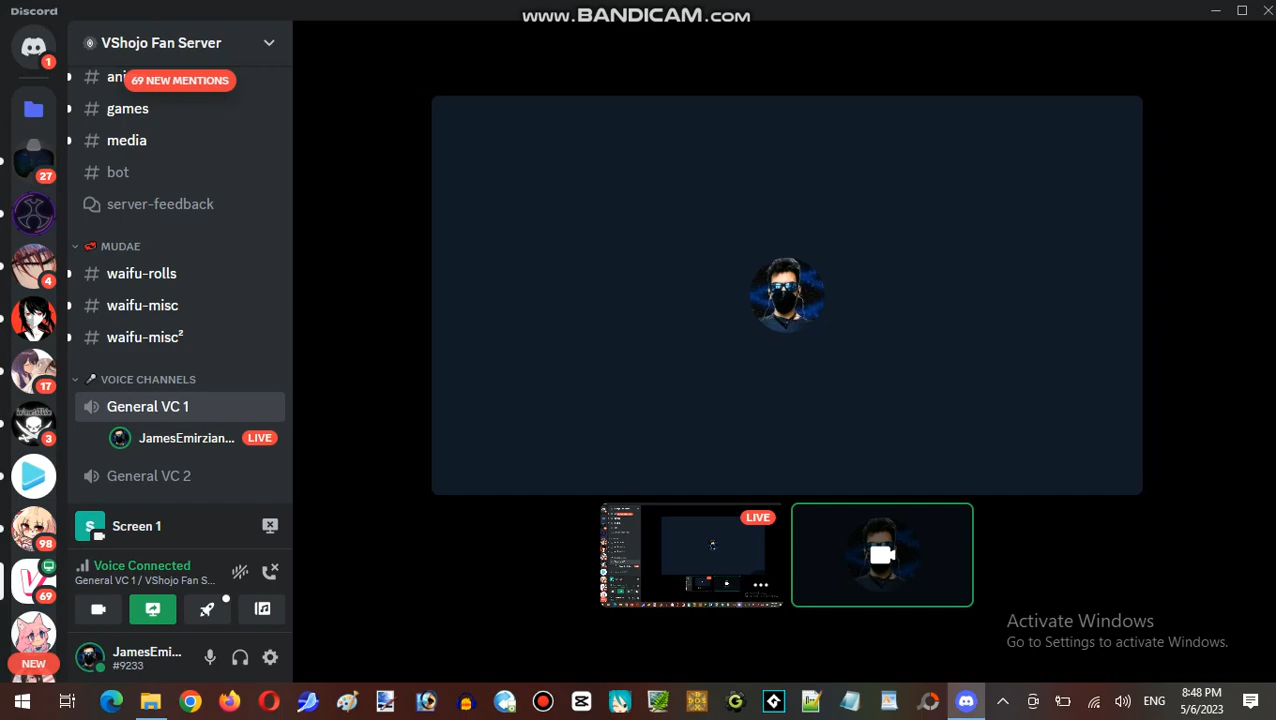 Discord
www.BANDICAM.com
VShojo Fan Server
69 NEW MENTIONS
ani
games
media
bot
server-feedback
MUDAE
waifu-rolls
waifu-misc
waifu-misc²
VOICE CHANNELS
General VC 1
JamesEmirzian... LIVE
General VC 2
Screen 1
Voice Connected
General VC 1 / VShojo Fan S...
JamesEmi...
#9233
1
27
4
17
3
98
69
NEW
LIVE
Activate Windows
Go to Settings to activate Windows.
ENG
8:48 PM
5/6/2023